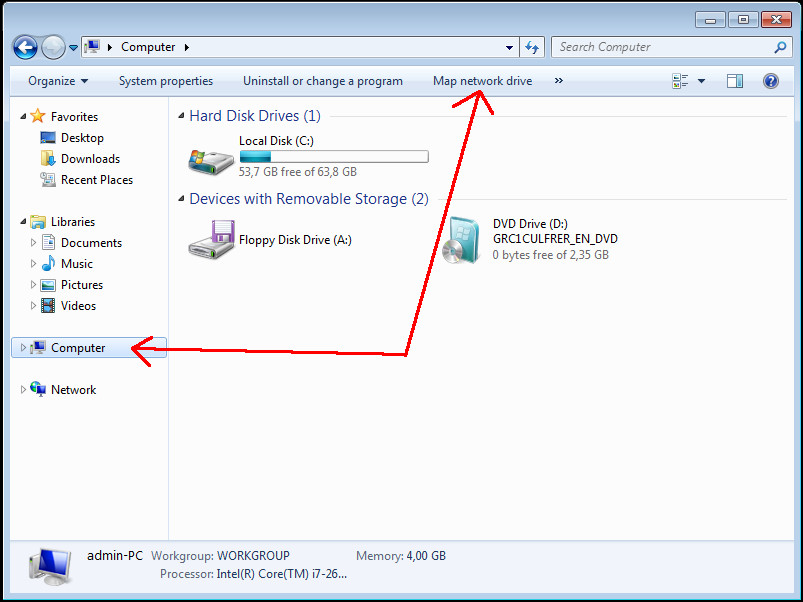 Computer
Search Computer
Organize
System properties
Uninstall or change a program
Map network drive
»
?
Favorites
Desktop
Downloads
Recent Places
Libraries
Documents
Music
Pictures
Videos
Computer
Network
Hard Disk Drives (1)
Local Disk (C:)
53,7 GB free of 63,8 GB
Devices with Removable Storage (2)
Floppy Disk Drive (A:)
DVD Drive (D:)
GRC1CULFRER_EN_DVD
0 bytes free of 2,35 GB
admin-PC Workgroup: WORKGROUP Memory: 4,00 GB
Processor: Intel(R) Core(TM) i7-26...